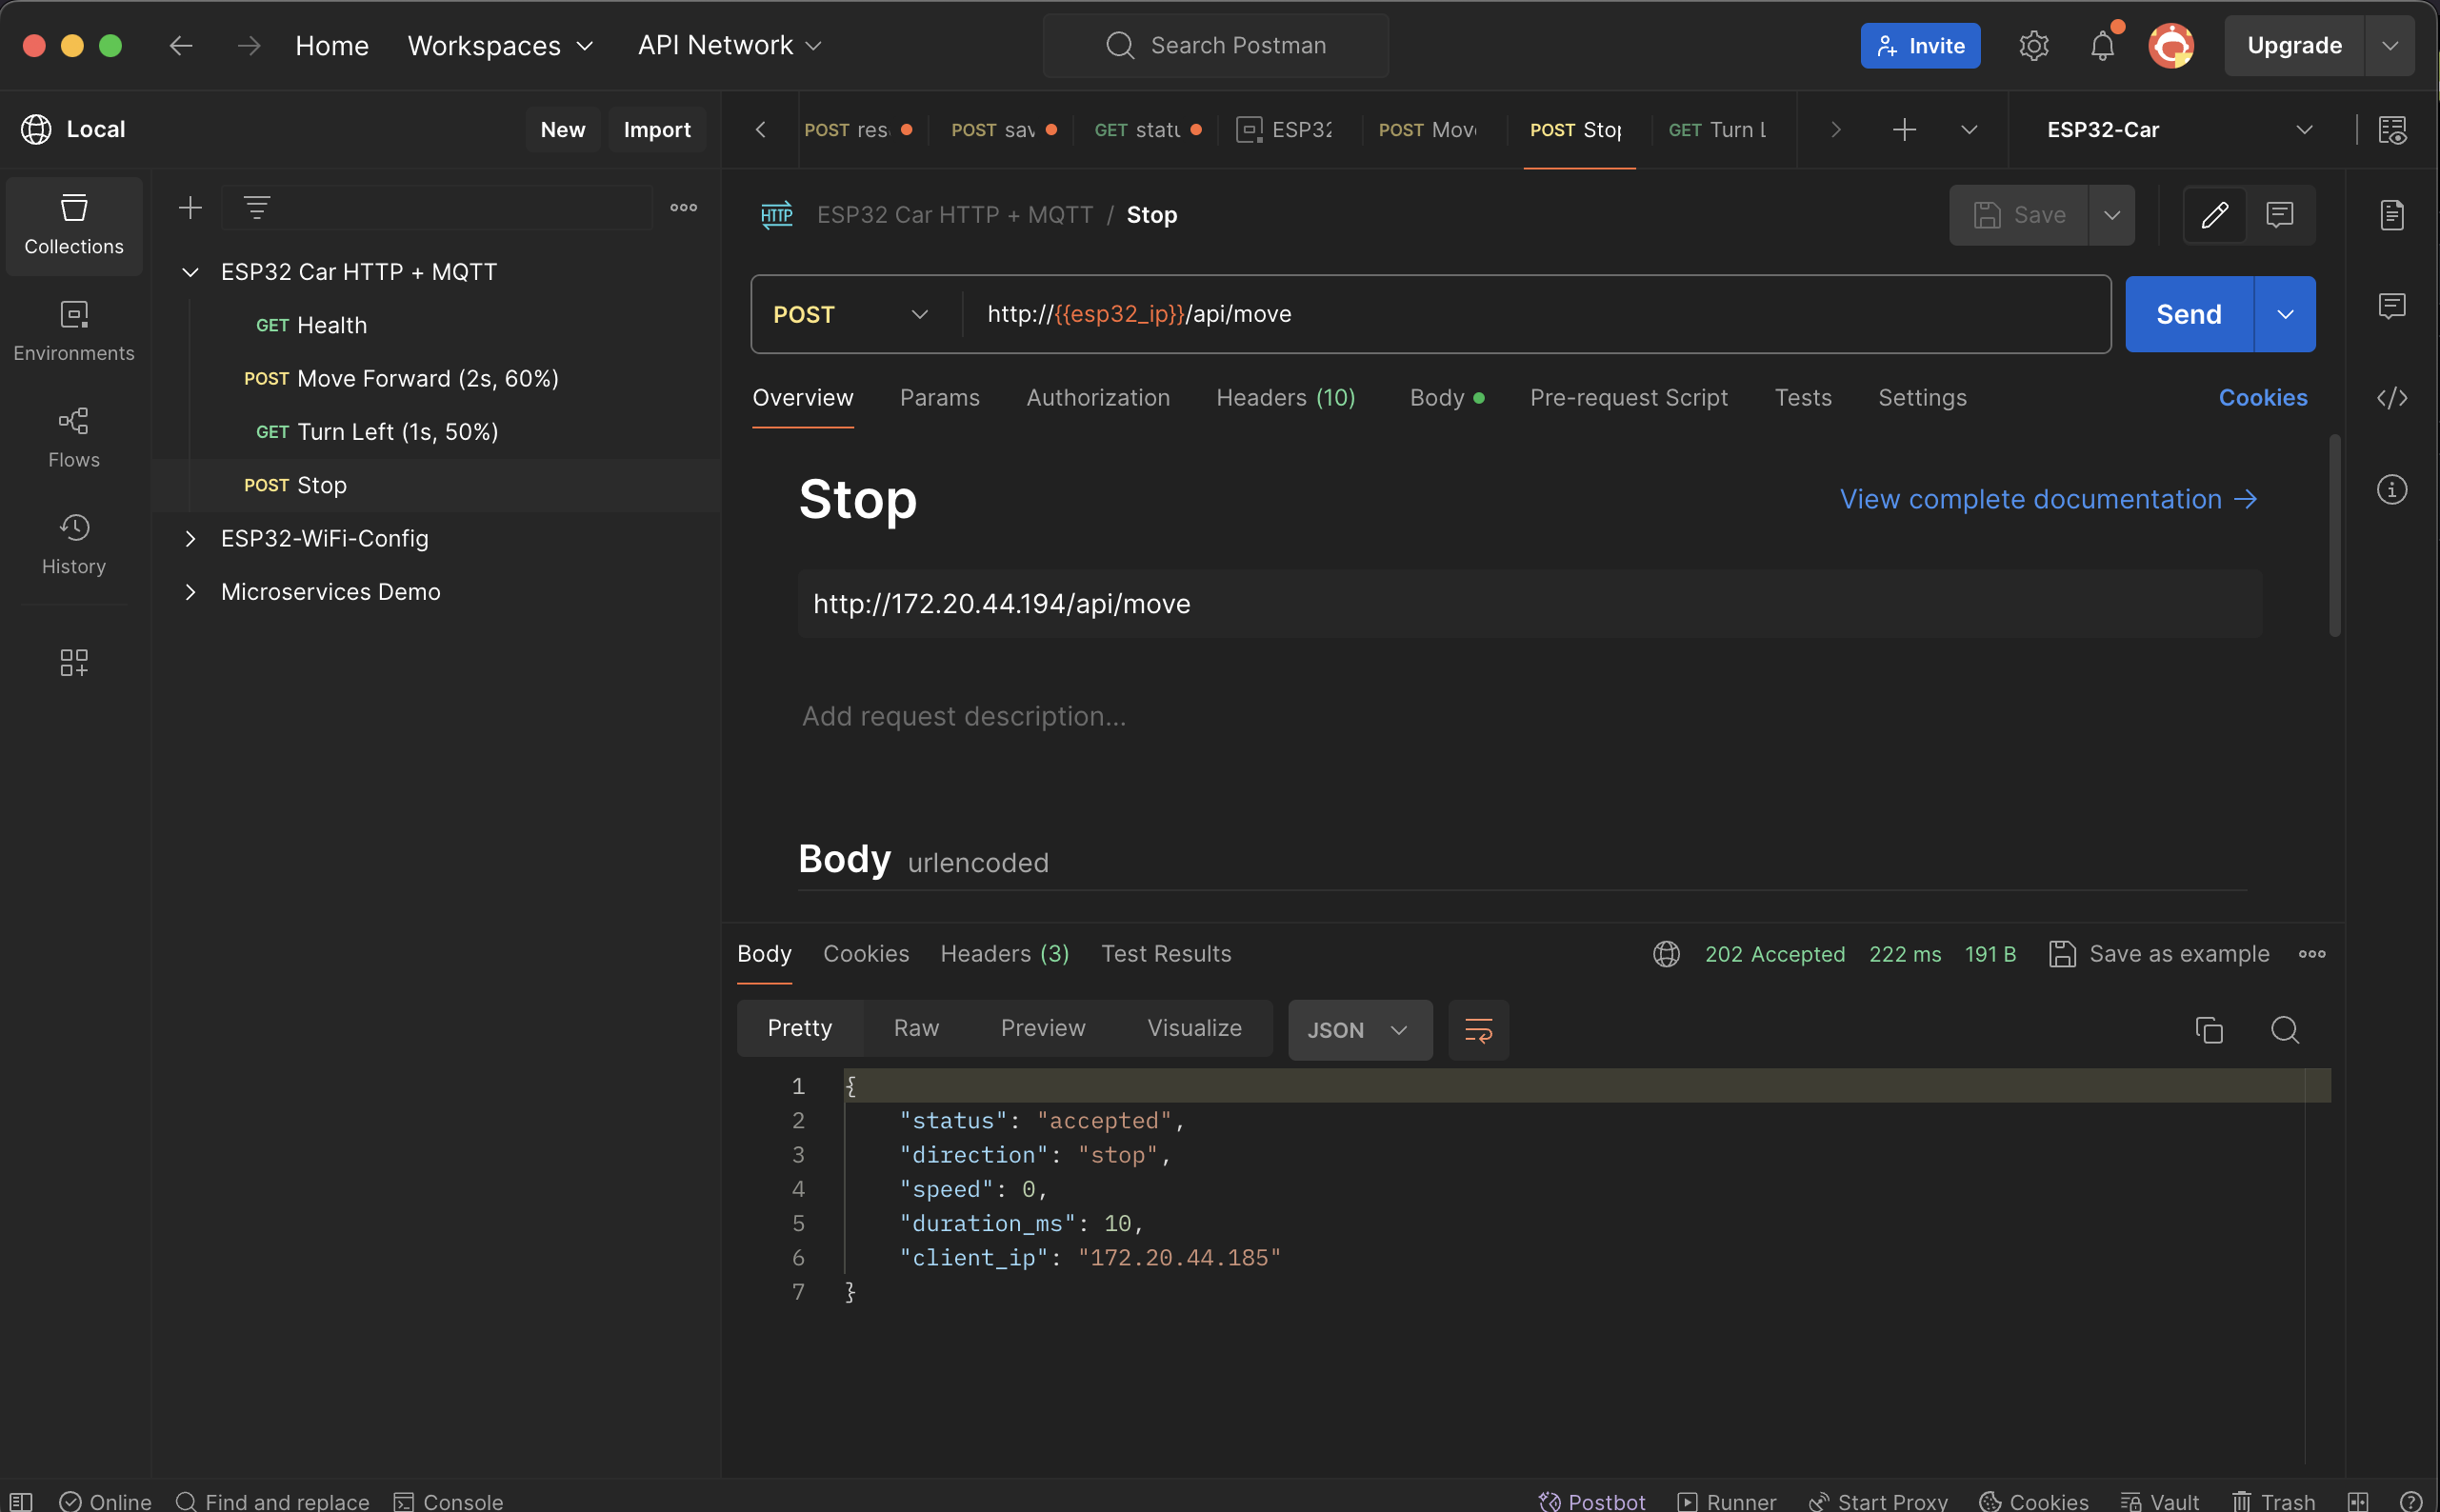 Home Workspaces API Network Search Postman Invite Upgrade
Local New Import
POST res POST sav GET statu ESP32 POST Move POST Stop GET Turn L ESP32-Car
Collections
Environments
Flows
History
ESP32 Car HTTP + MQTT
GET Health
POST Move Forward (2s, 60%)
GET Turn Left (1s, 50%)
POST Stop
ESP32-WiFi-Config
Microservices Demo
HTTP ESP32 Car HTTP + MQTT / Stop Save
POST http://{{esp32_ip}}/api/move Send
Overview Params Authorization Headers (10) Body Pre-request Script Tests Settings Cookies
Stop View complete documentation →
http://172.20.44.194/api/move
Add request description...
Body urlencoded
Body Cookies Headers (3) Test Results 202 Accepted 222 ms 191 B Save as example
Pretty Raw Preview Visualize JSON
1 {
2 "status": "accepted",
3 "direction": "stop",
4 "speed": 0,
5 "duration_ms": 10,
6 "client_ip": "172.20.44.185"
7 }
Online Find and replace Console Postbot Runner Start Proxy Cookies Vault Trash